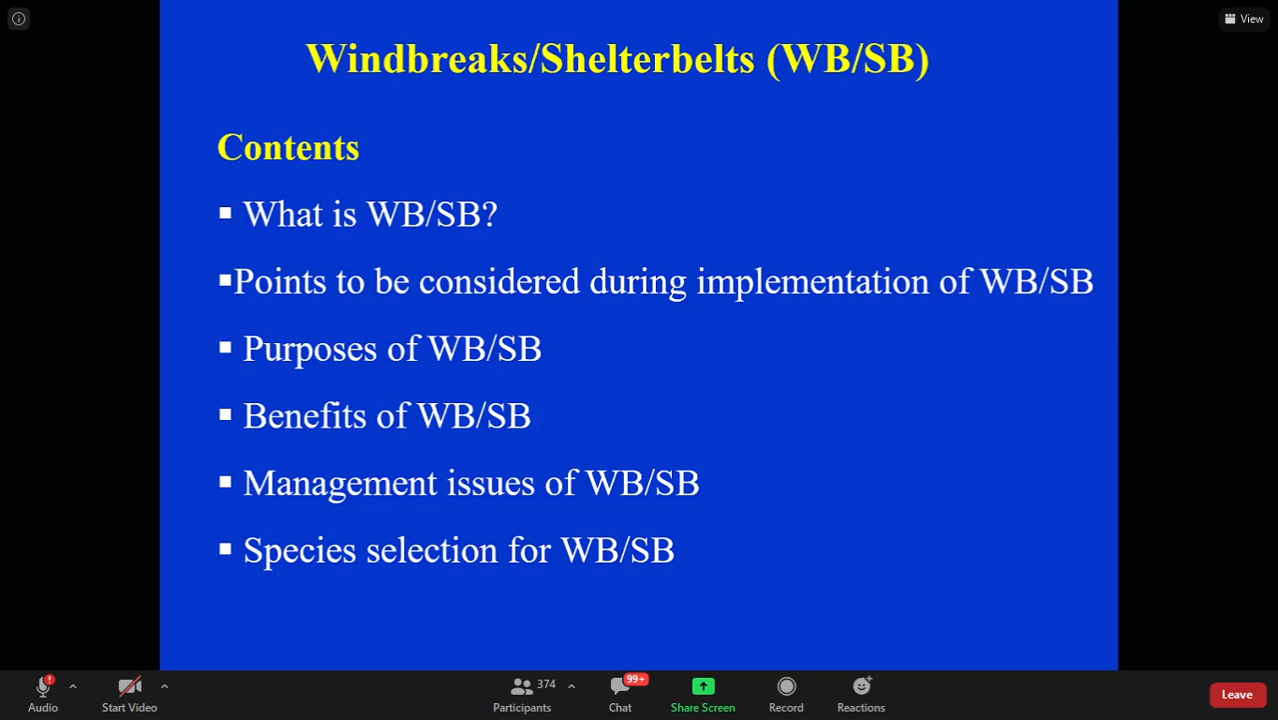 View
Windbreaks/Shelterbelts (WB/SB)
Contents
▪ What is WB/SB?
▪Points to be considered during implementation of WB/SB
▪ Purposes of WB/SB
▪ Benefits of WB/SB
▪ Management issues of WB/SB
▪ Species selection for WB/SB
Audio
Start Video
374
Participants
99+
Chat
Share Screen
Record
Reactions
Leave